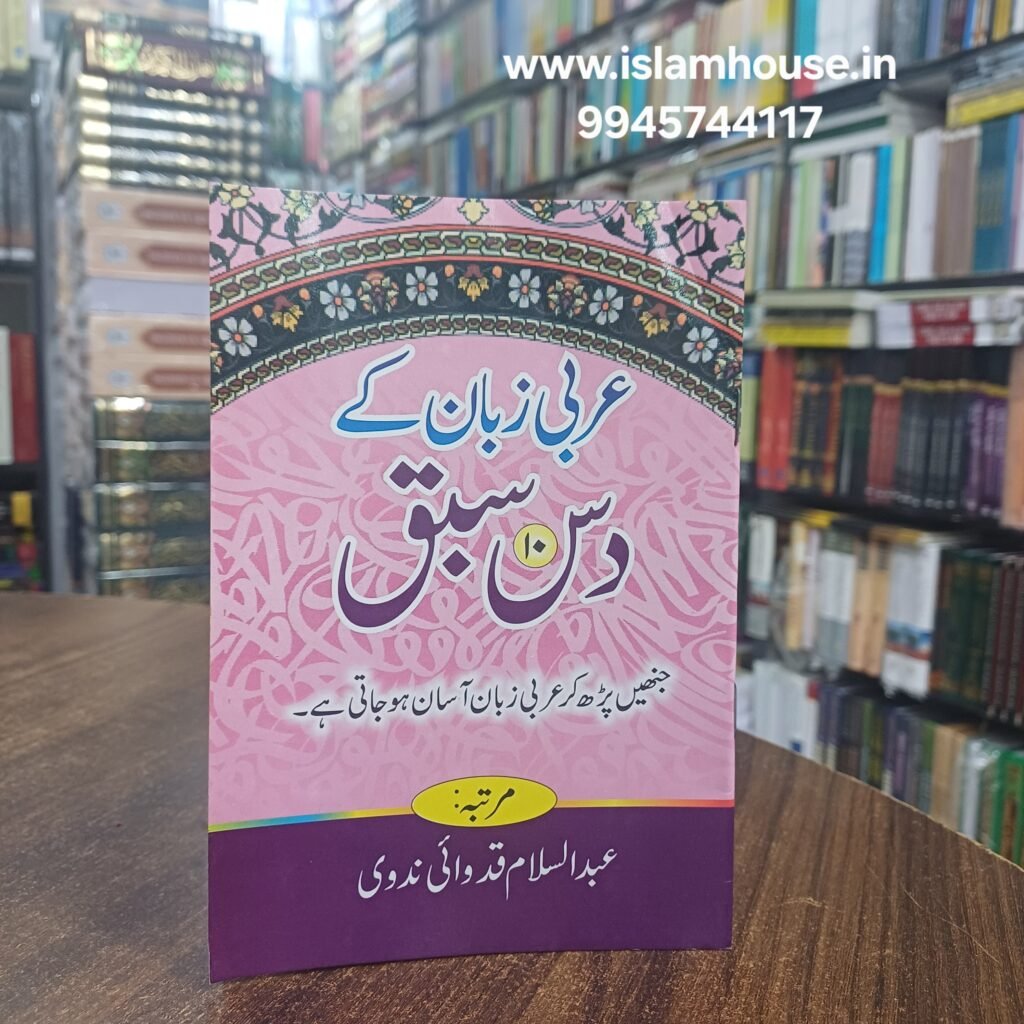 www.islamhouse.in
9945744117
عربی زبان کے
دس ۱۰ سبق
جنھیں پڑھ کر عربی زبان آسان ہو جاتی ہے۔
مرتبہ:
عبدالسلام قدوائی ندوی